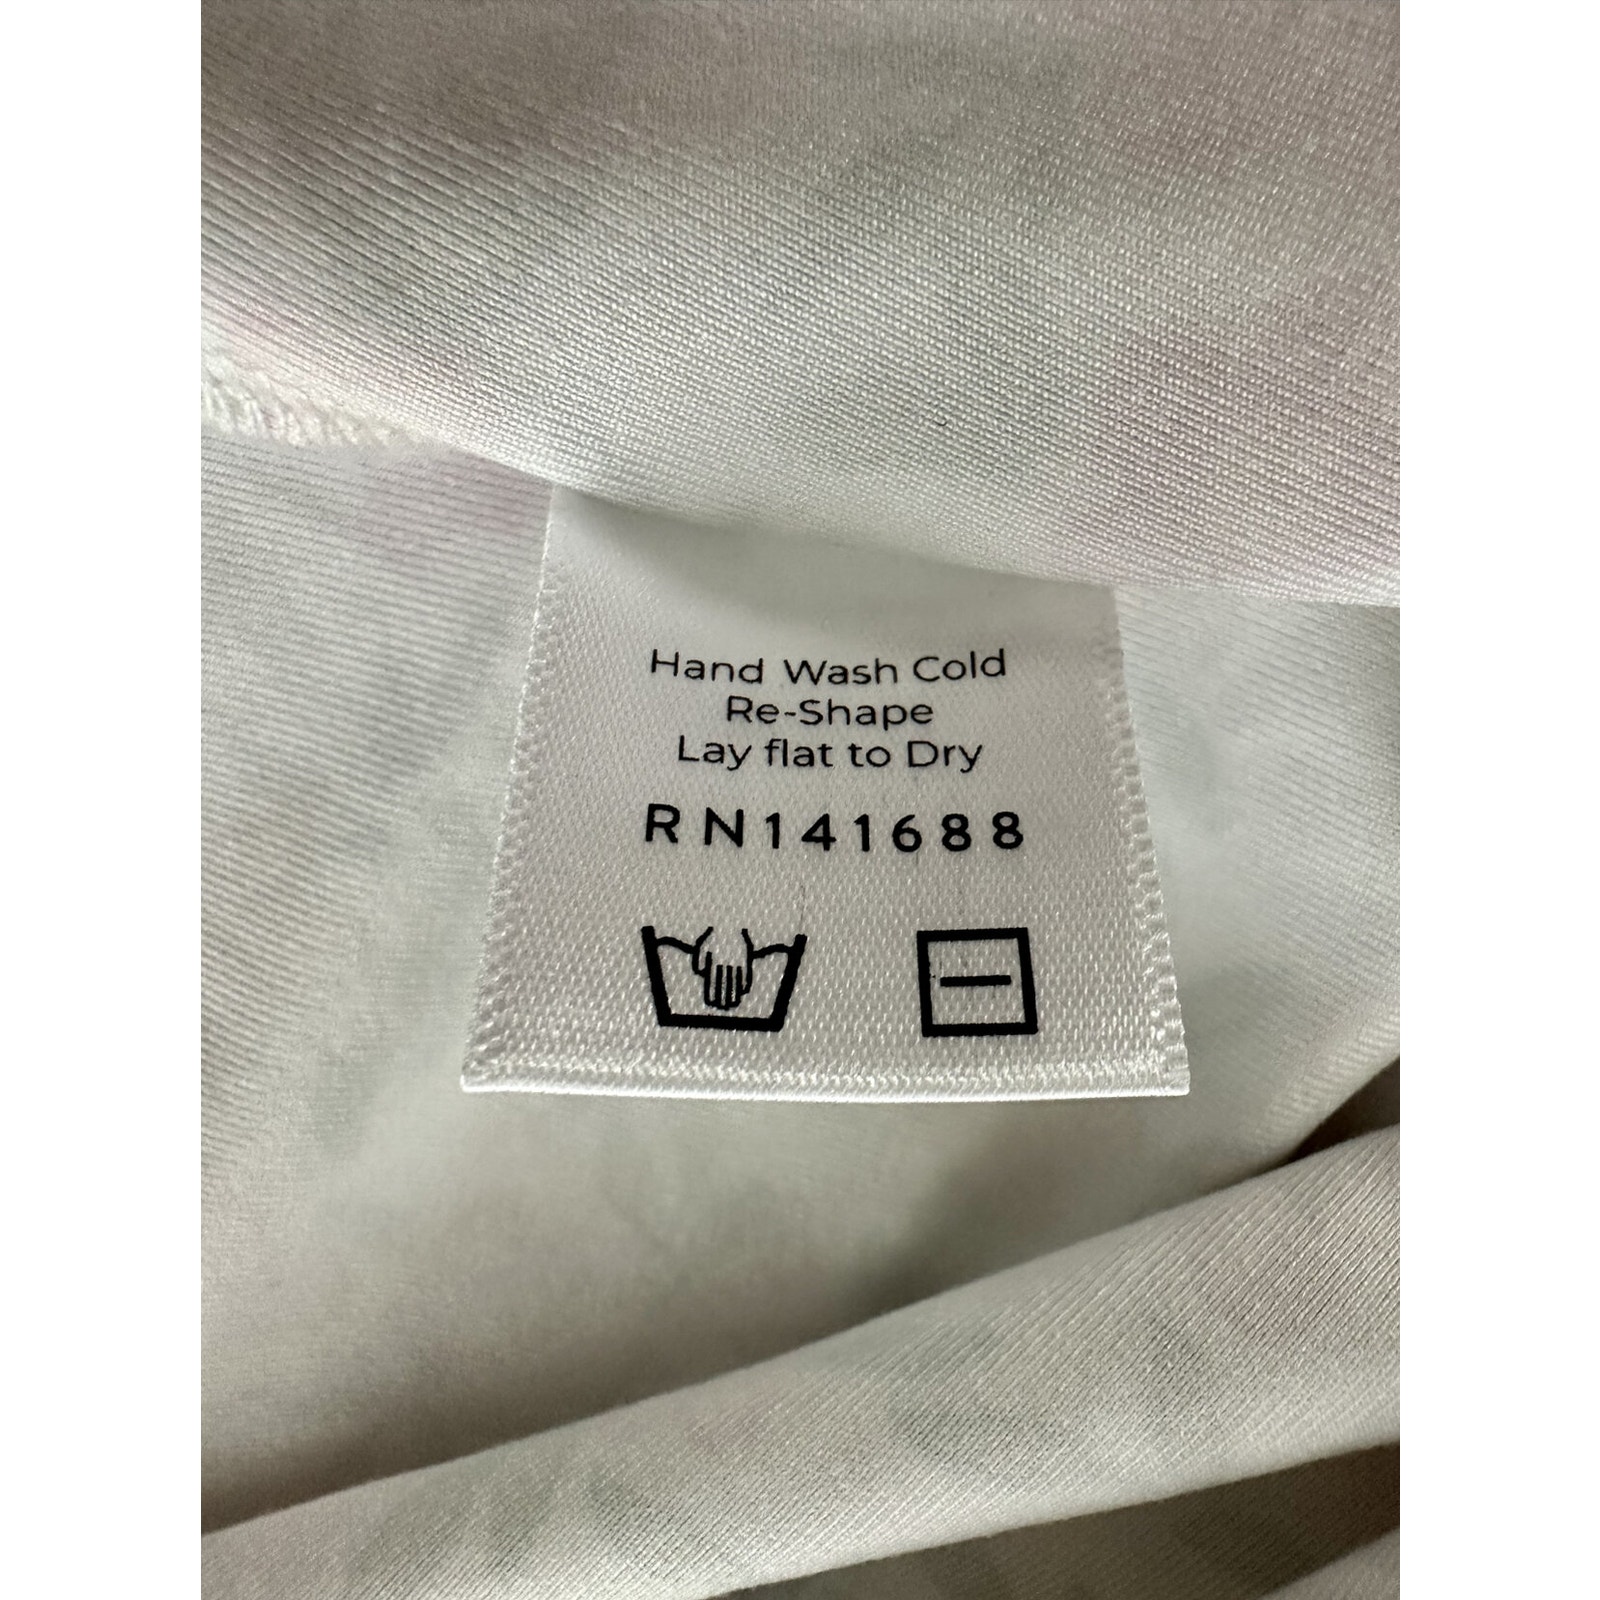 Hand Wash Cold
Re-Shape
Lay flat to Dry
RN141688